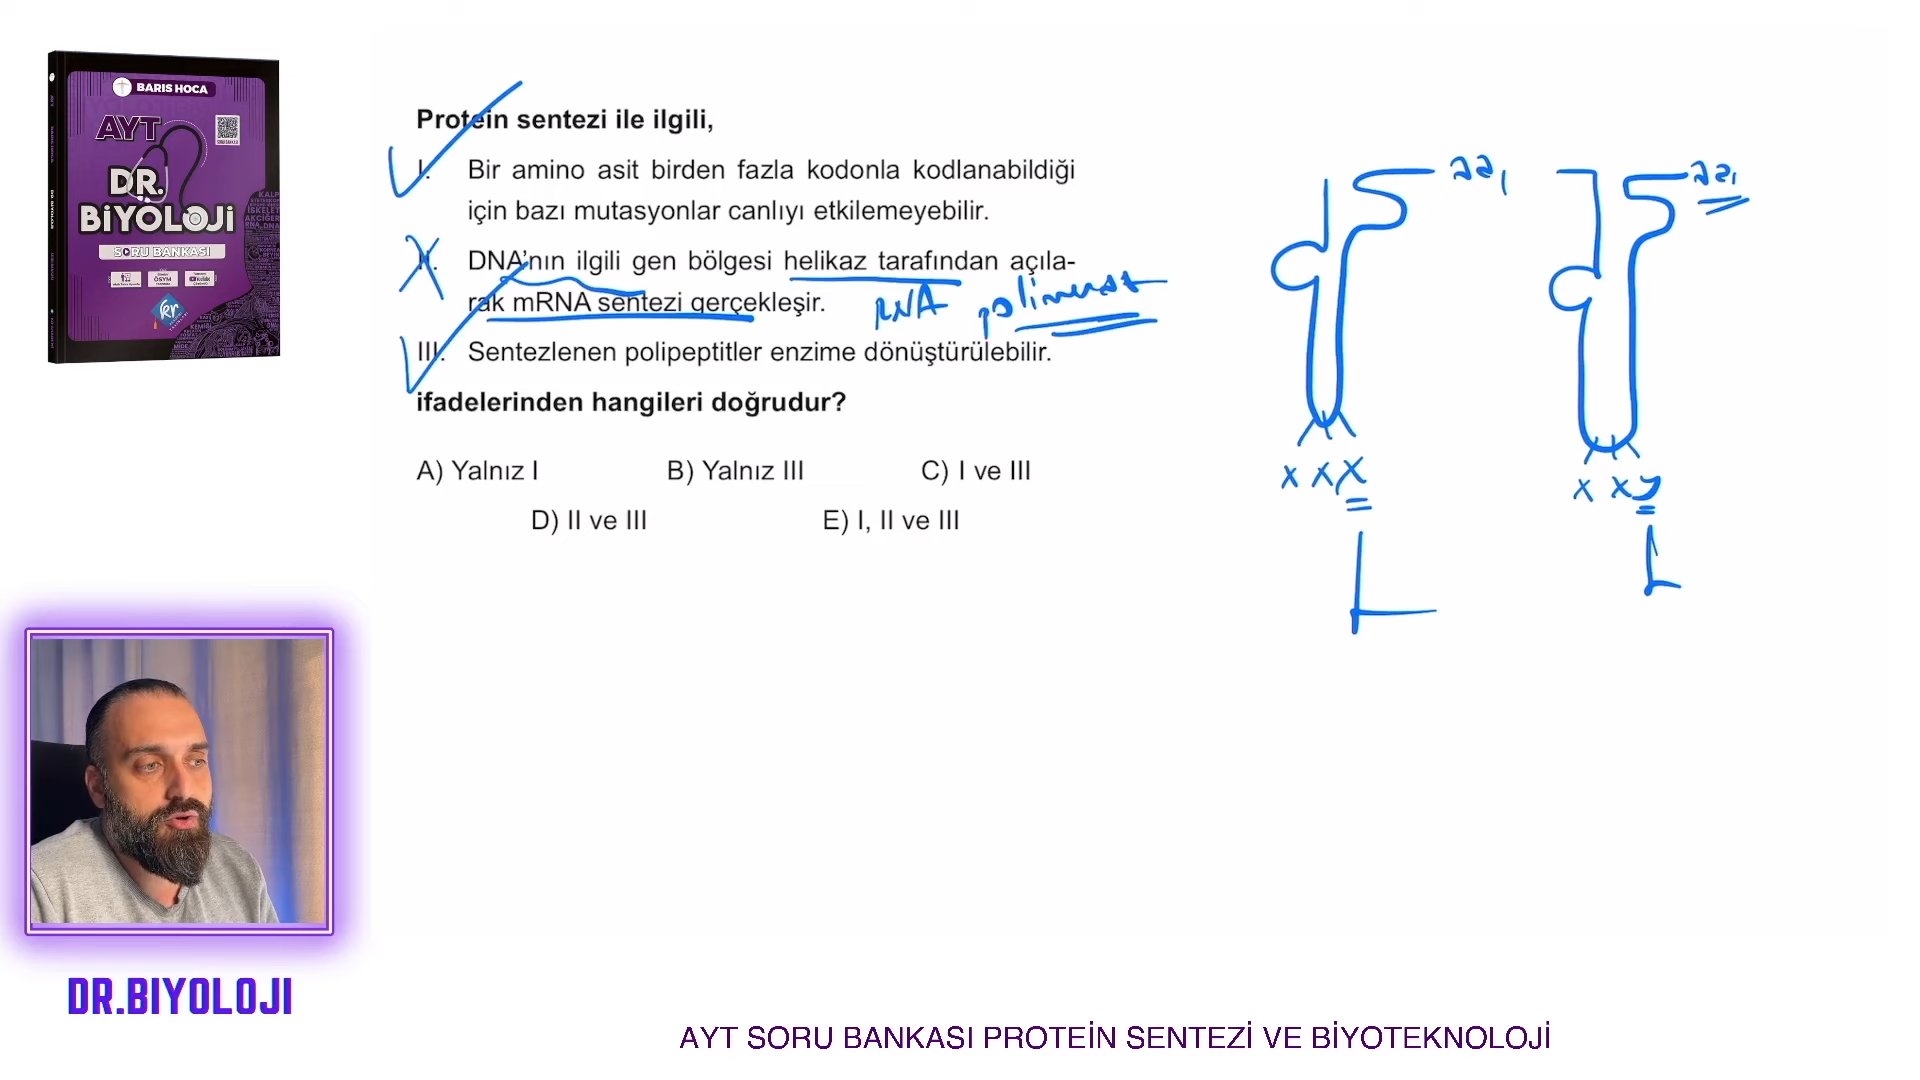 BARIS HOCA
AYT
DR.
BİYOLOJİ
SORU BANKASI
Protein sentezi ile ilgili,
I. Bir amino asit birden fazla kodonla kodlanabildiği
için bazı mutasyonlar canlıyı etkilemeyebilir.
II. DNA’nın ilgili gen bölgesi helikaz tarafından açıla-
rak mRNA sentezi gerçekleşir.
RNA polimeraz
III. Sentezlenen polipeptitler enzime dönüştürülebilir.
ifadelerinden hangileri doğrudur?
A) Yalnız I B) Yalnız III C) I ve III
D) II ve III E) I, II ve III
aa1 aa1
x x x x x y
DR.BIYOLOJI
AYT SORU BANKASI PROTEİN SENTEZİ VE BİYOTEKNOLOJİ